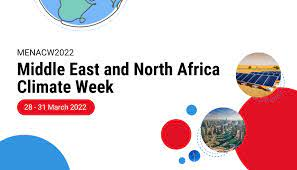 MENACW2022
Middle East and North Africa
Climate Week
28 - 31 March 2022